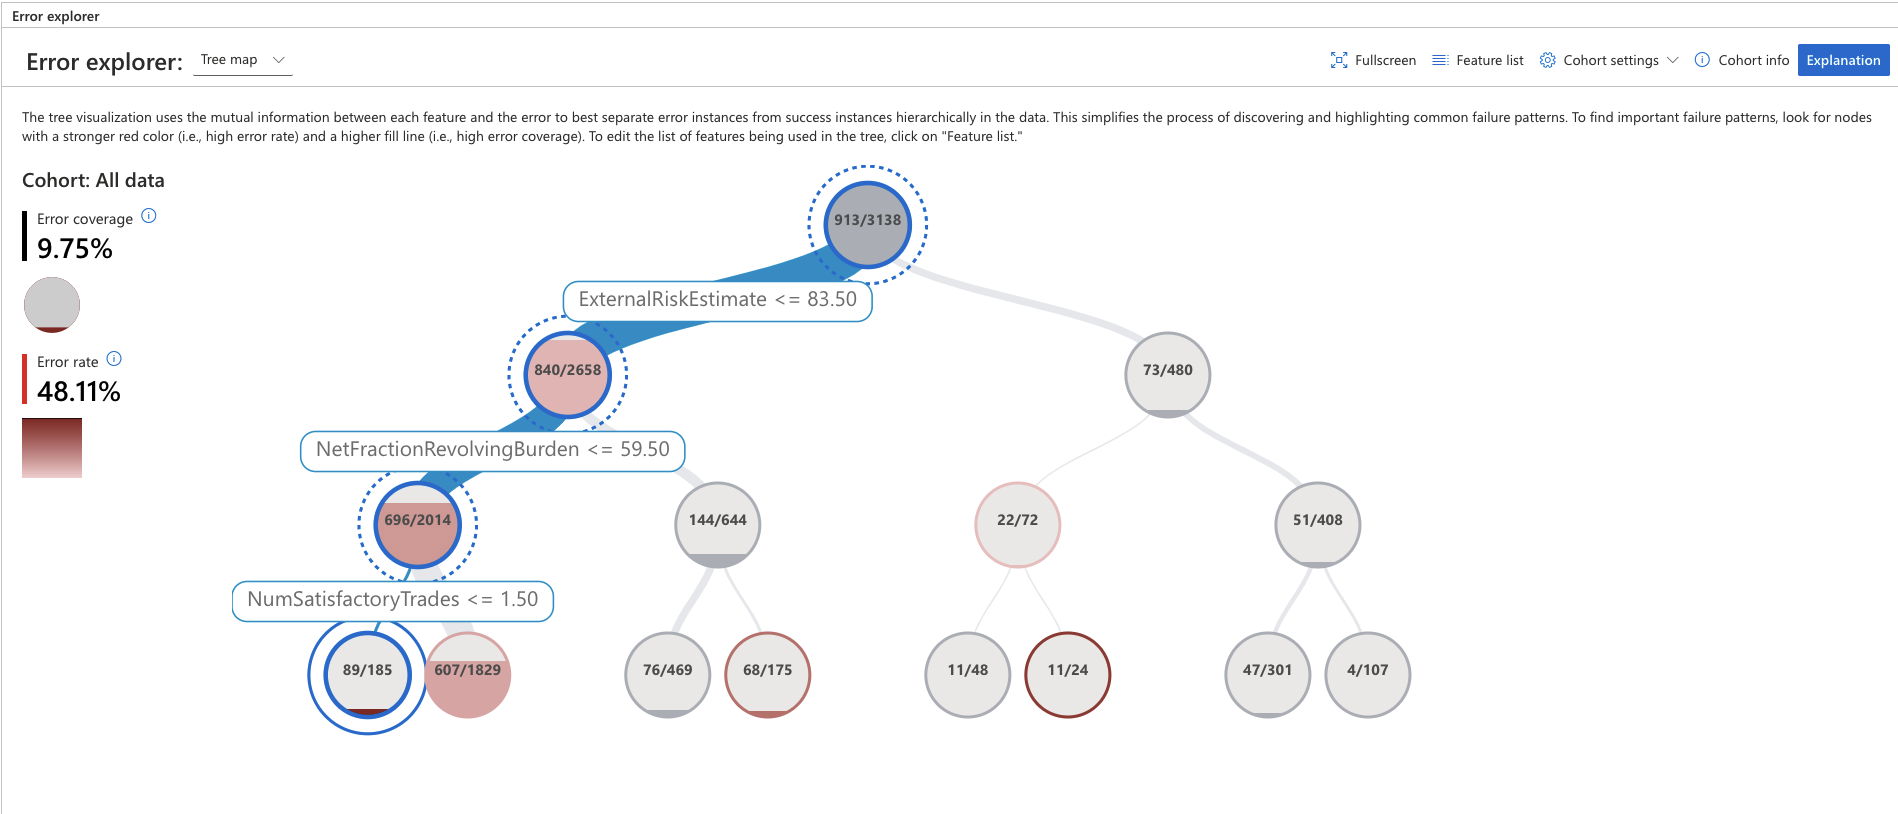 Error explorer
Error explorer: Tree map
Fullscreen Feature list Cohort settings Cohort info Explanation
The tree visualization uses the mutual information between each feature and the error to best separate error instances from success instances hierarchically in the data. This simplifies the process of discovering and highlighting common failure patterns. To find important failure patterns, look for nodes
with a stronger red color (i.e., high error rate) and a higher fill line (i.e., high error coverage). To edit the list of features being used in the tree, click on "Feature list."
Cohort: All data
Error coverage
9.75%
Error rate
48.11%
913/3138
ExternalRiskEstimate <= 83.50
840/2658
73/480
NetFractionRevolvingBurden <= 59.50
696/2014
144/644
22/72
51/408
NumSatisfactoryTrades <= 1.50
89/185
607/1829
76/469
68/175
11/48
11/24
47/301
4/107